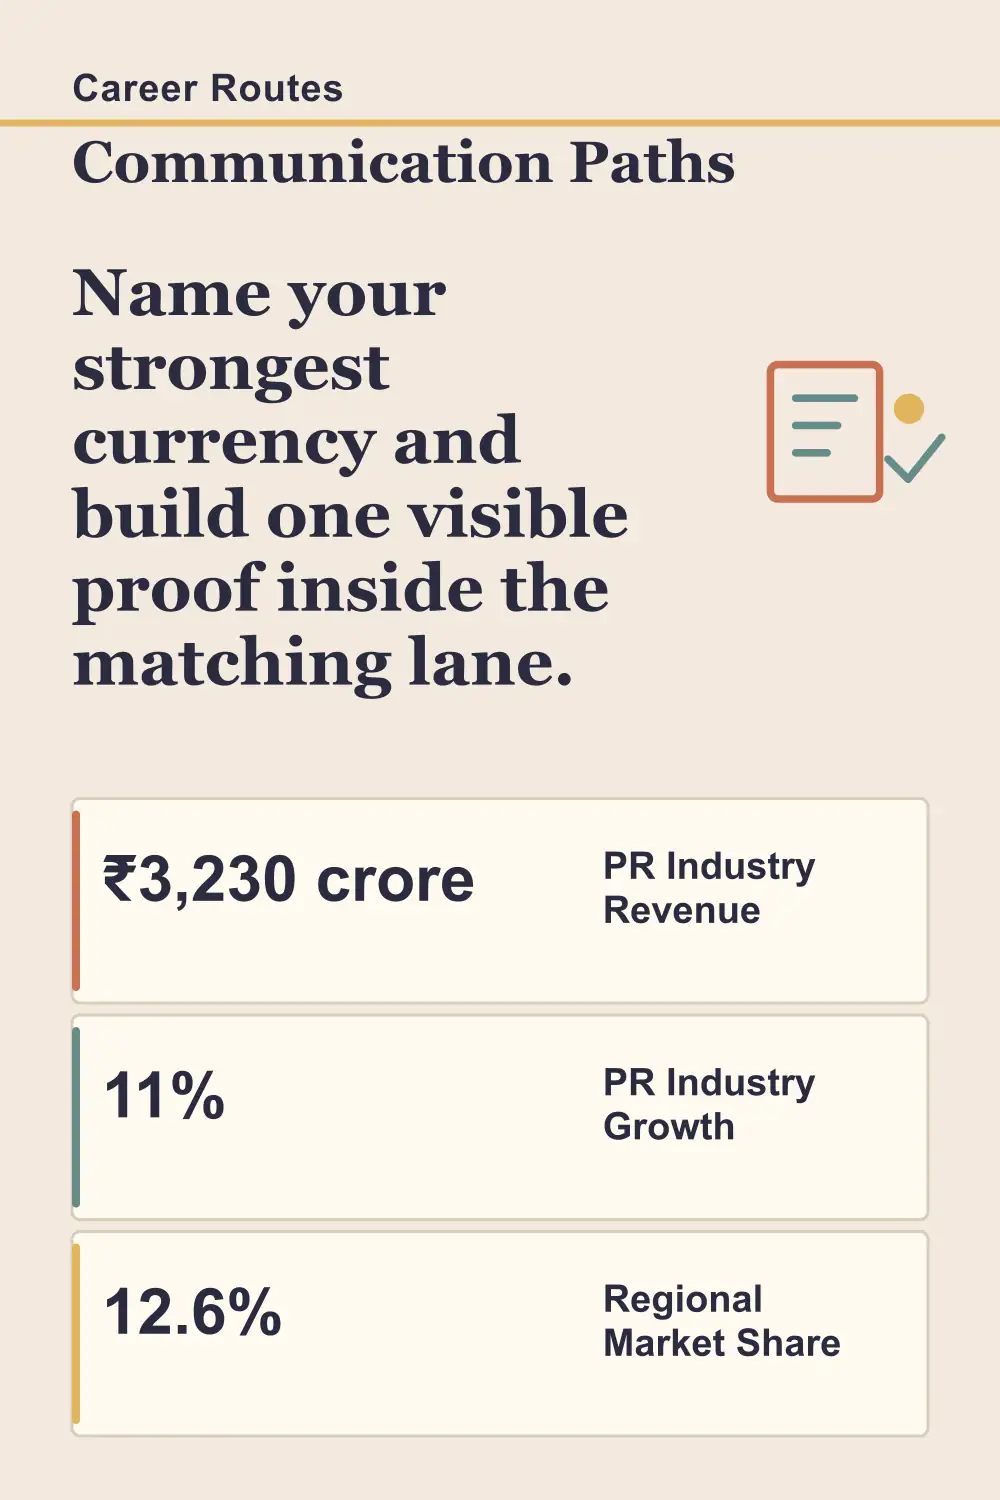 Career Routes
Communication Paths
Name your
strongest
currency and
build one visible
proof inside the
matching lane.
₹3,230 crore
PR Industry
Revenue
11%
PR Industry
Growth
12.6%
Regional
Market Share